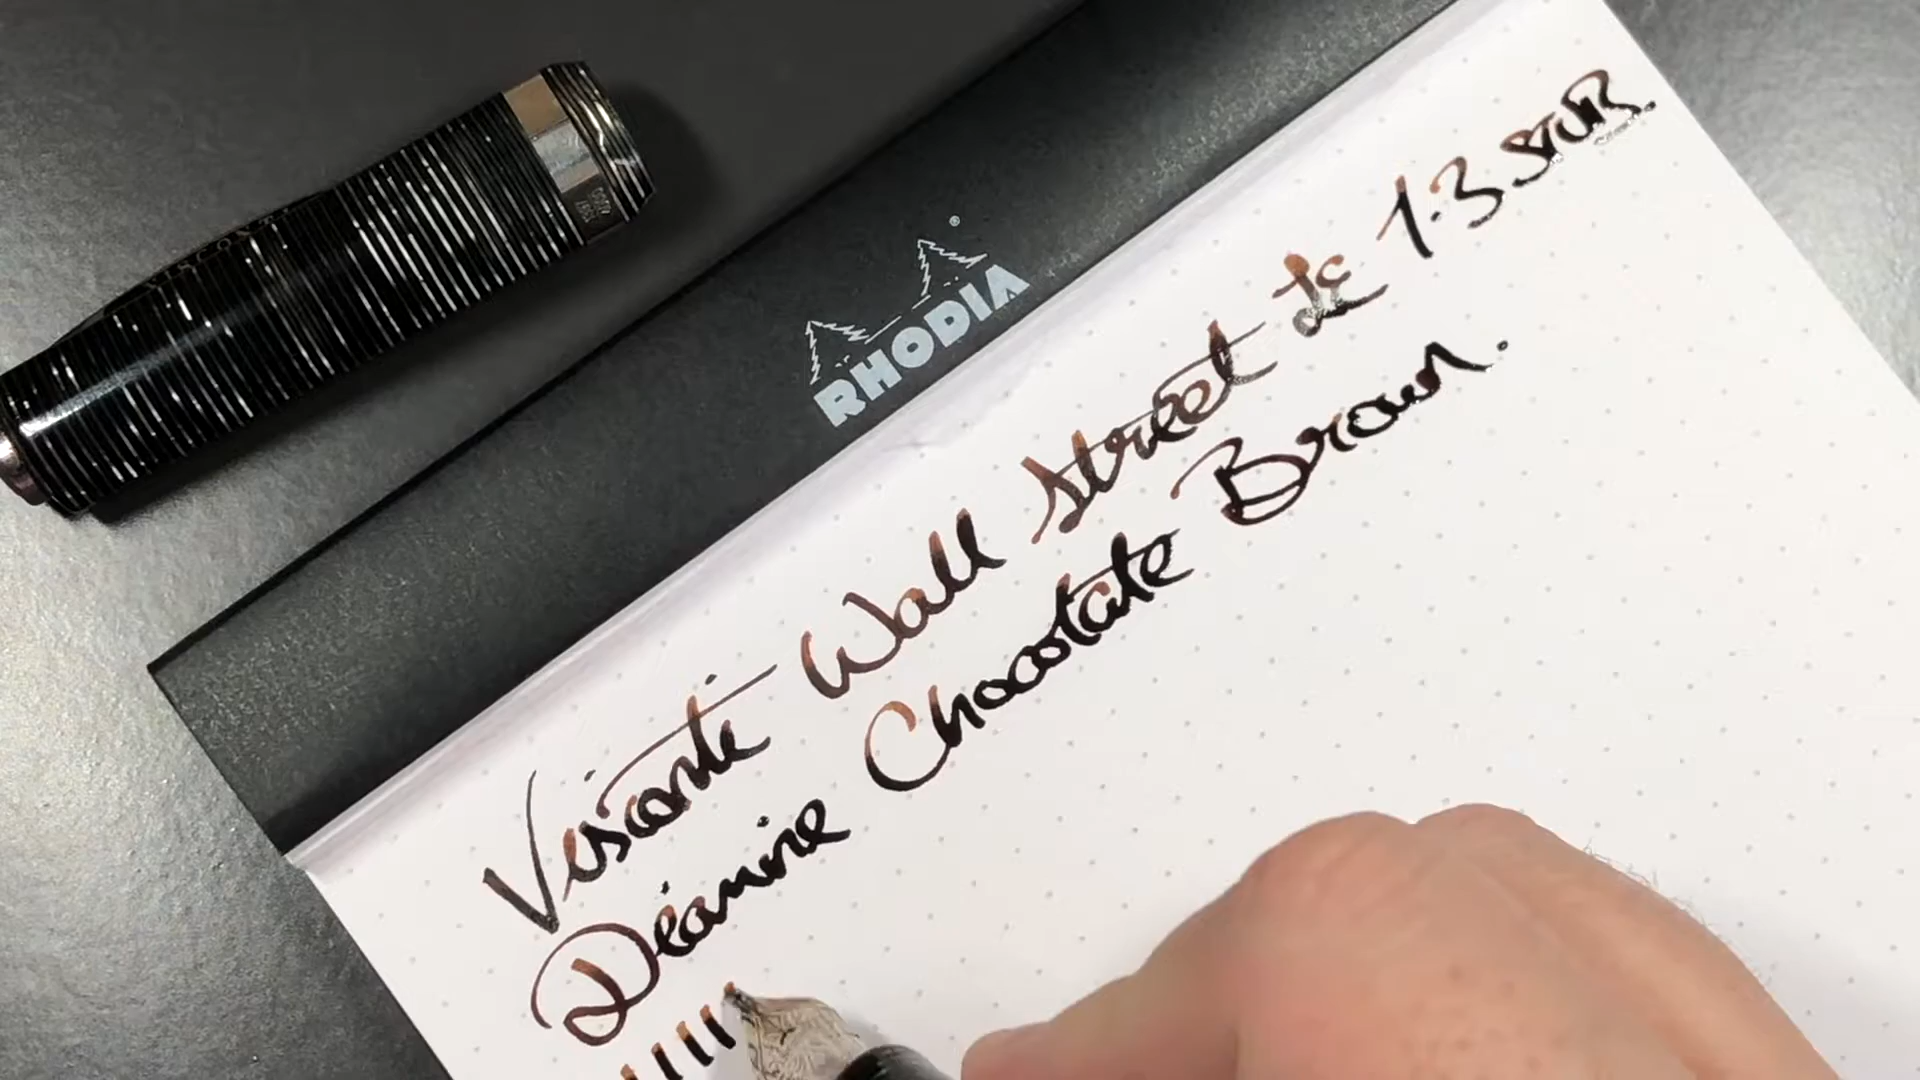 RHODIA
®
Visconti Wall Street LE 1.3 STUB.
Diamine Chocolate Brown.